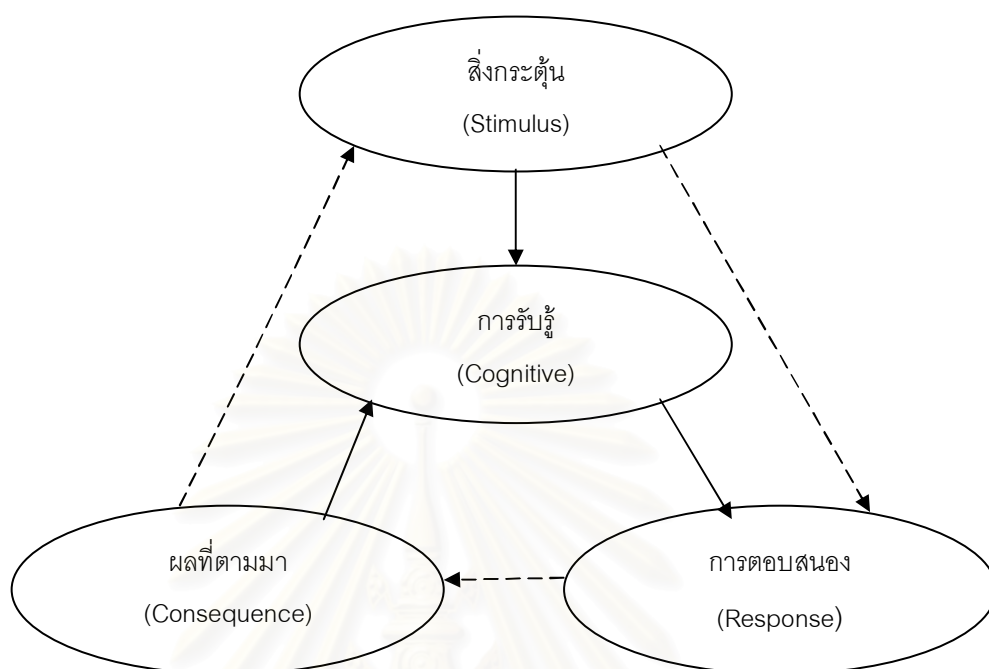 สิ่งกระตุ้น
(Stimulus)
การรับรู้
(Cognitive)
ผลที่ตามมา
(Consequence)
การตอบสนอง
(Response)